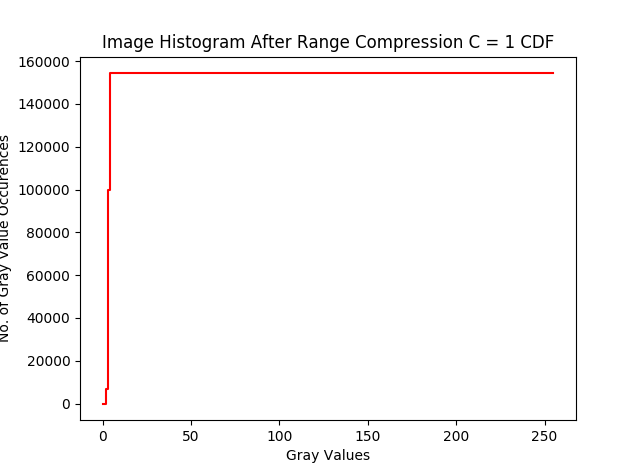 Image Histogram After Range Compression C = 1 CDF
160000
140000
120000
100000
80000
60000
40000
20000
0
No. of Gray Value Occurences
0 50 100 150 200 250
Gray Values